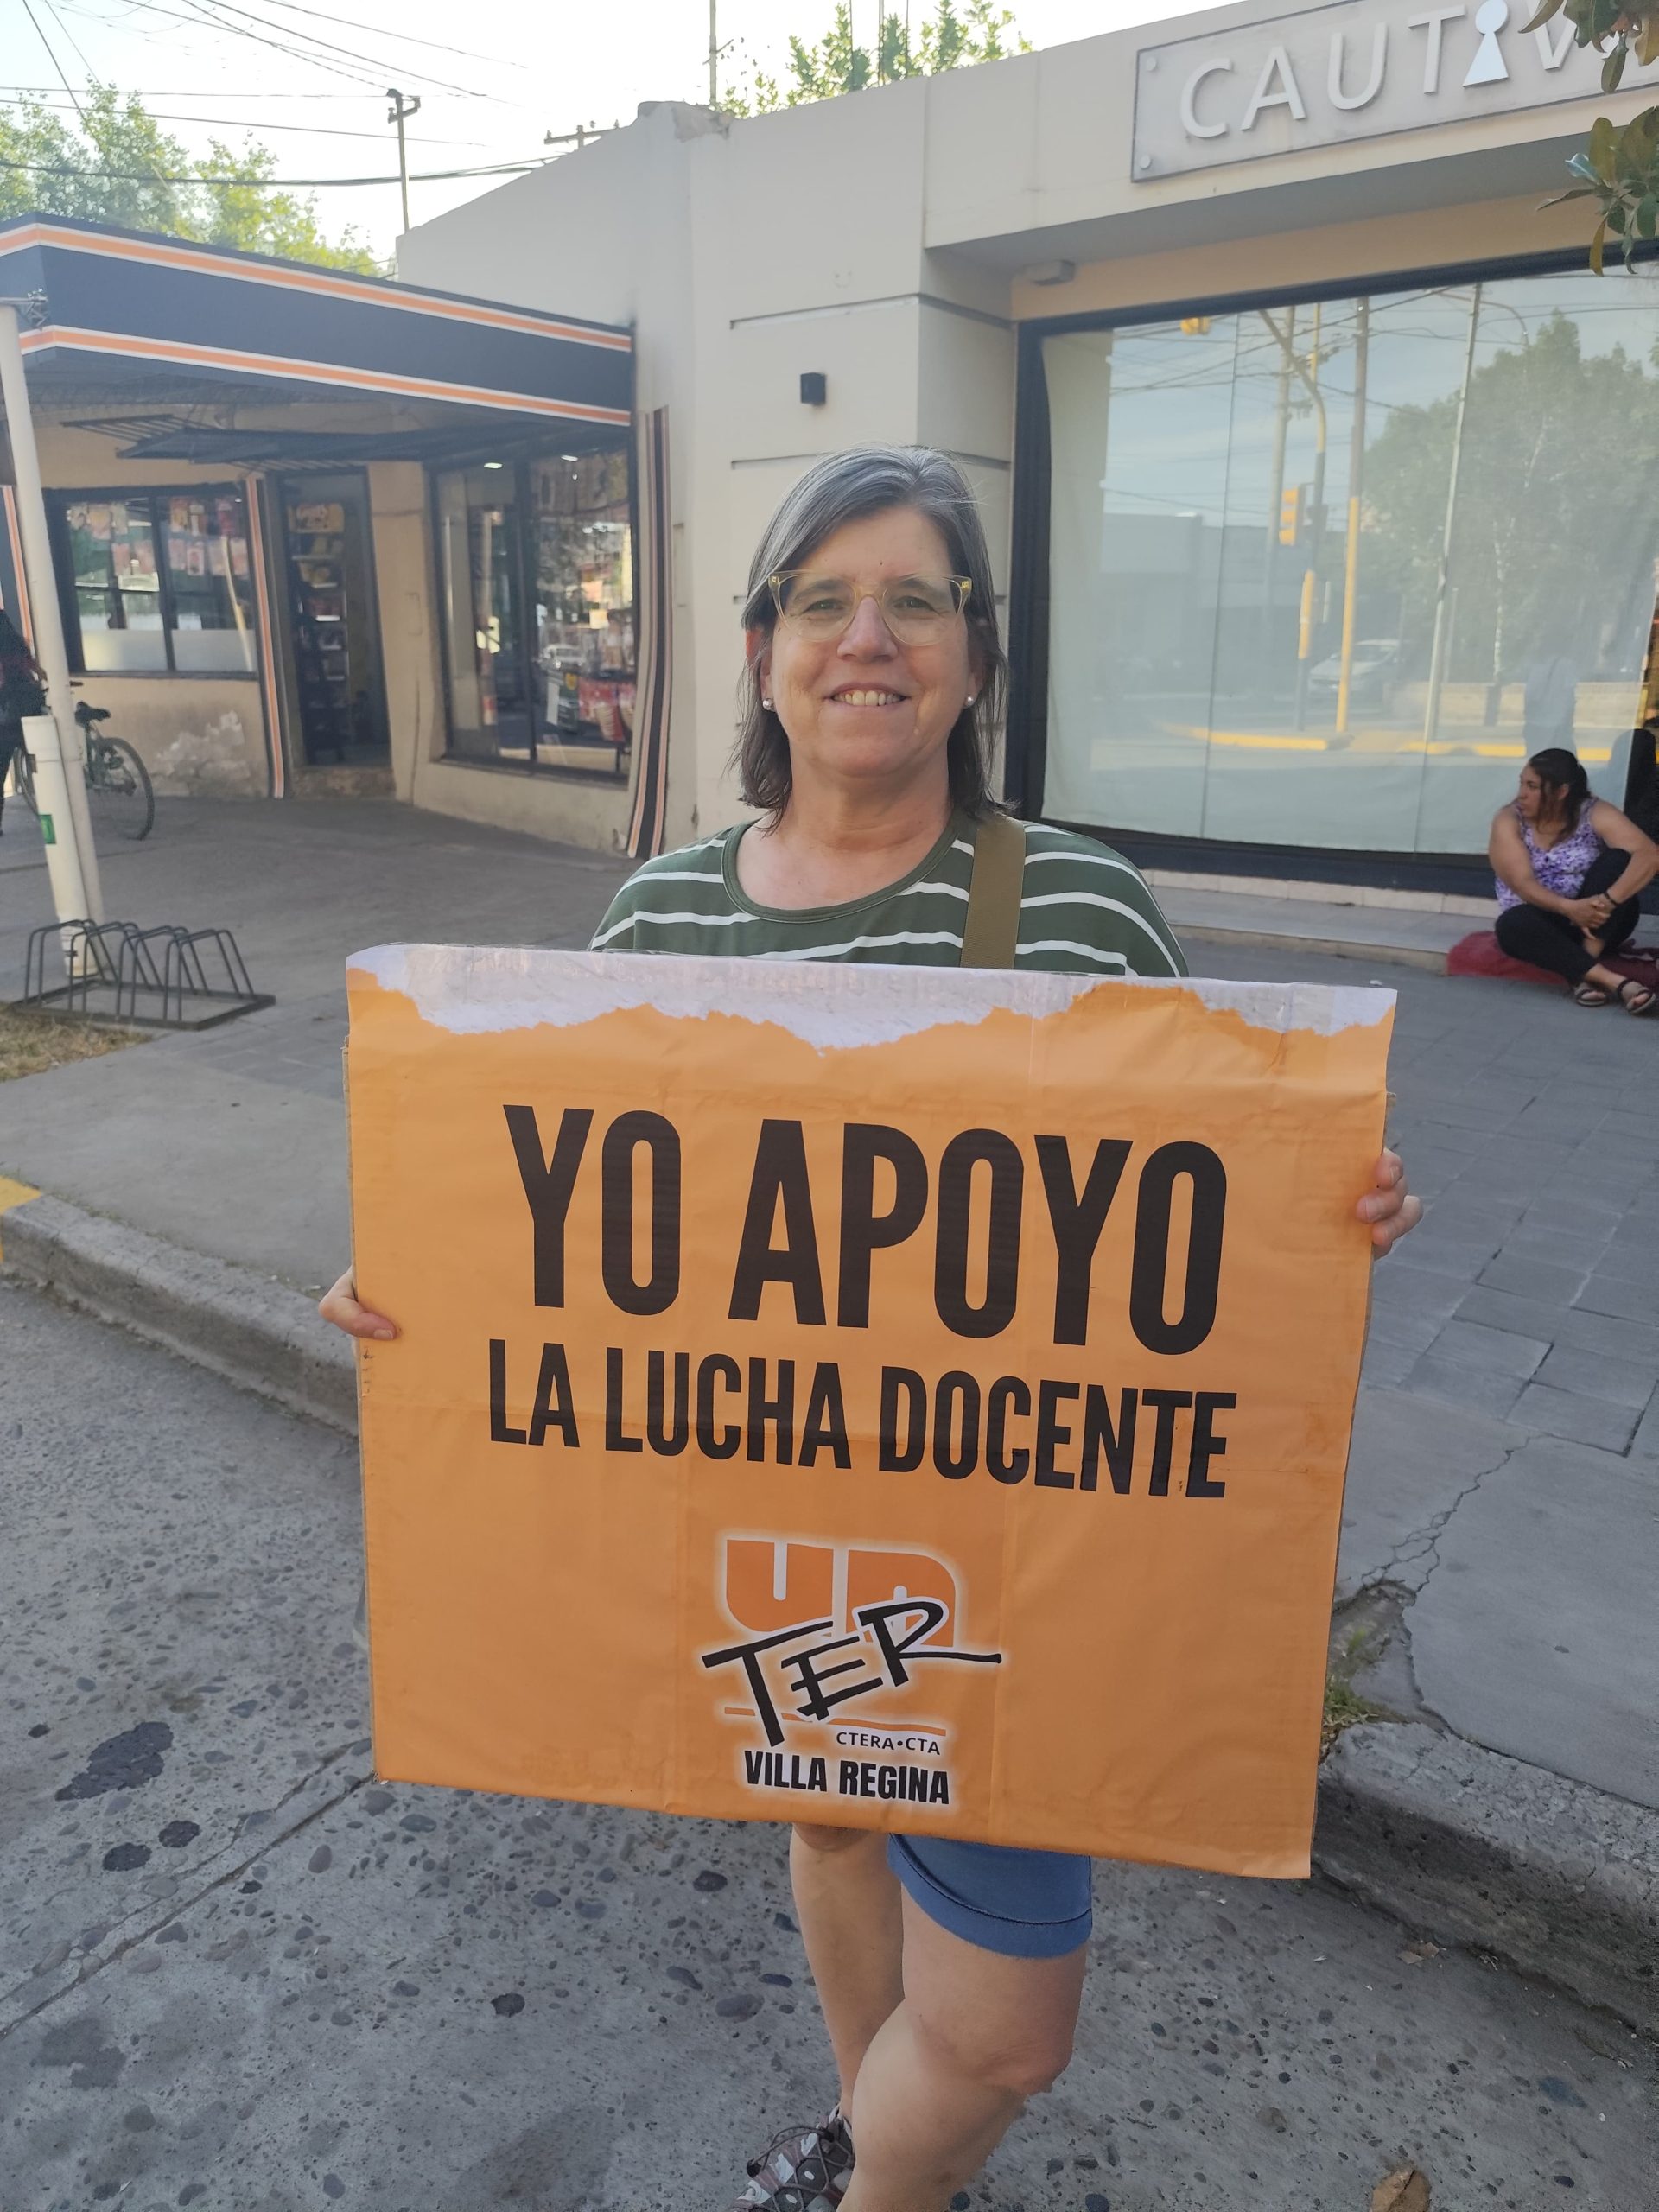 CAUTIV
YO APOYO
LA LUCHA DOCENTE
un
TER
CTERA•CTA
VILLA REGINA